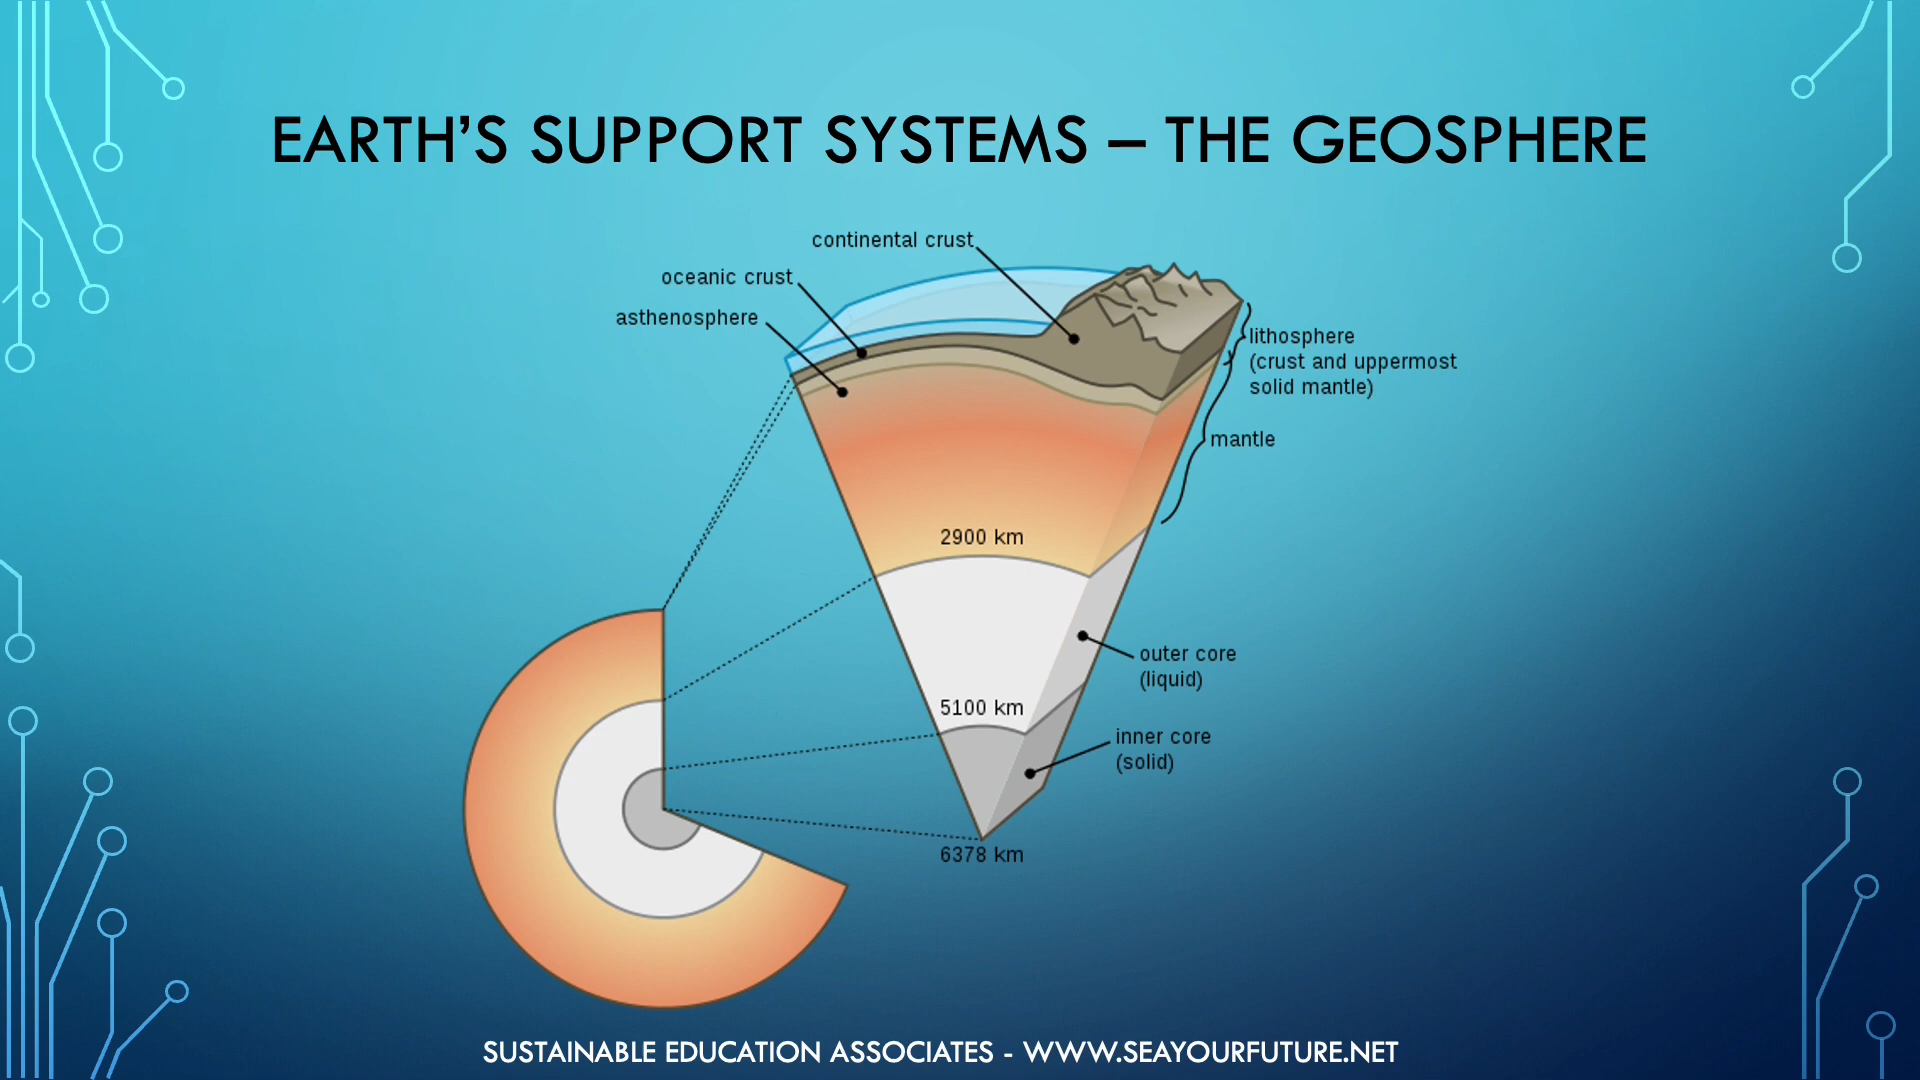 EARTH’S SUPPORT SYSTEMS – THE GEOSPHERE
continental crust
oceanic crust
asthenosphere
lithosphere
(crust and uppermost
solid mantle)
mantle
2900 km
outer core
(liquid)
5100 km
inner core
(solid)
6378 km
SUSTAINABLE EDUCATION ASSOCIATES - WWW.SEAYOURFUTURE.NET